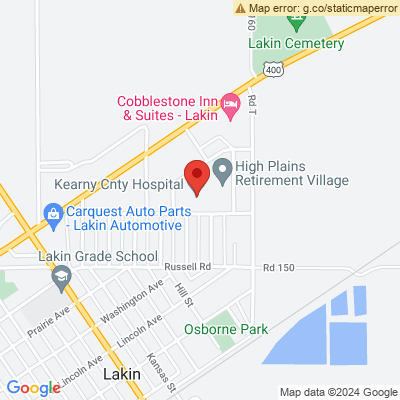 Map error: g.co/staticmaperror
Rd 160
Lakin Cemetery
400
Rd T
Cobblestone Inn
& Suites - Lakin
High Plains
Retirement Village
Kearny Cnty Hospital
Carquest Auto Parts
- Lakin Automotive
Lakin Grade School
Russell Rd
Rd 150
Washington Ave
Hill St
Prairie Ave
Lincoln Ave
Osborne Park
Kansas St
Lincoln Ave
Lakin
Google
Map data ©2024 Google